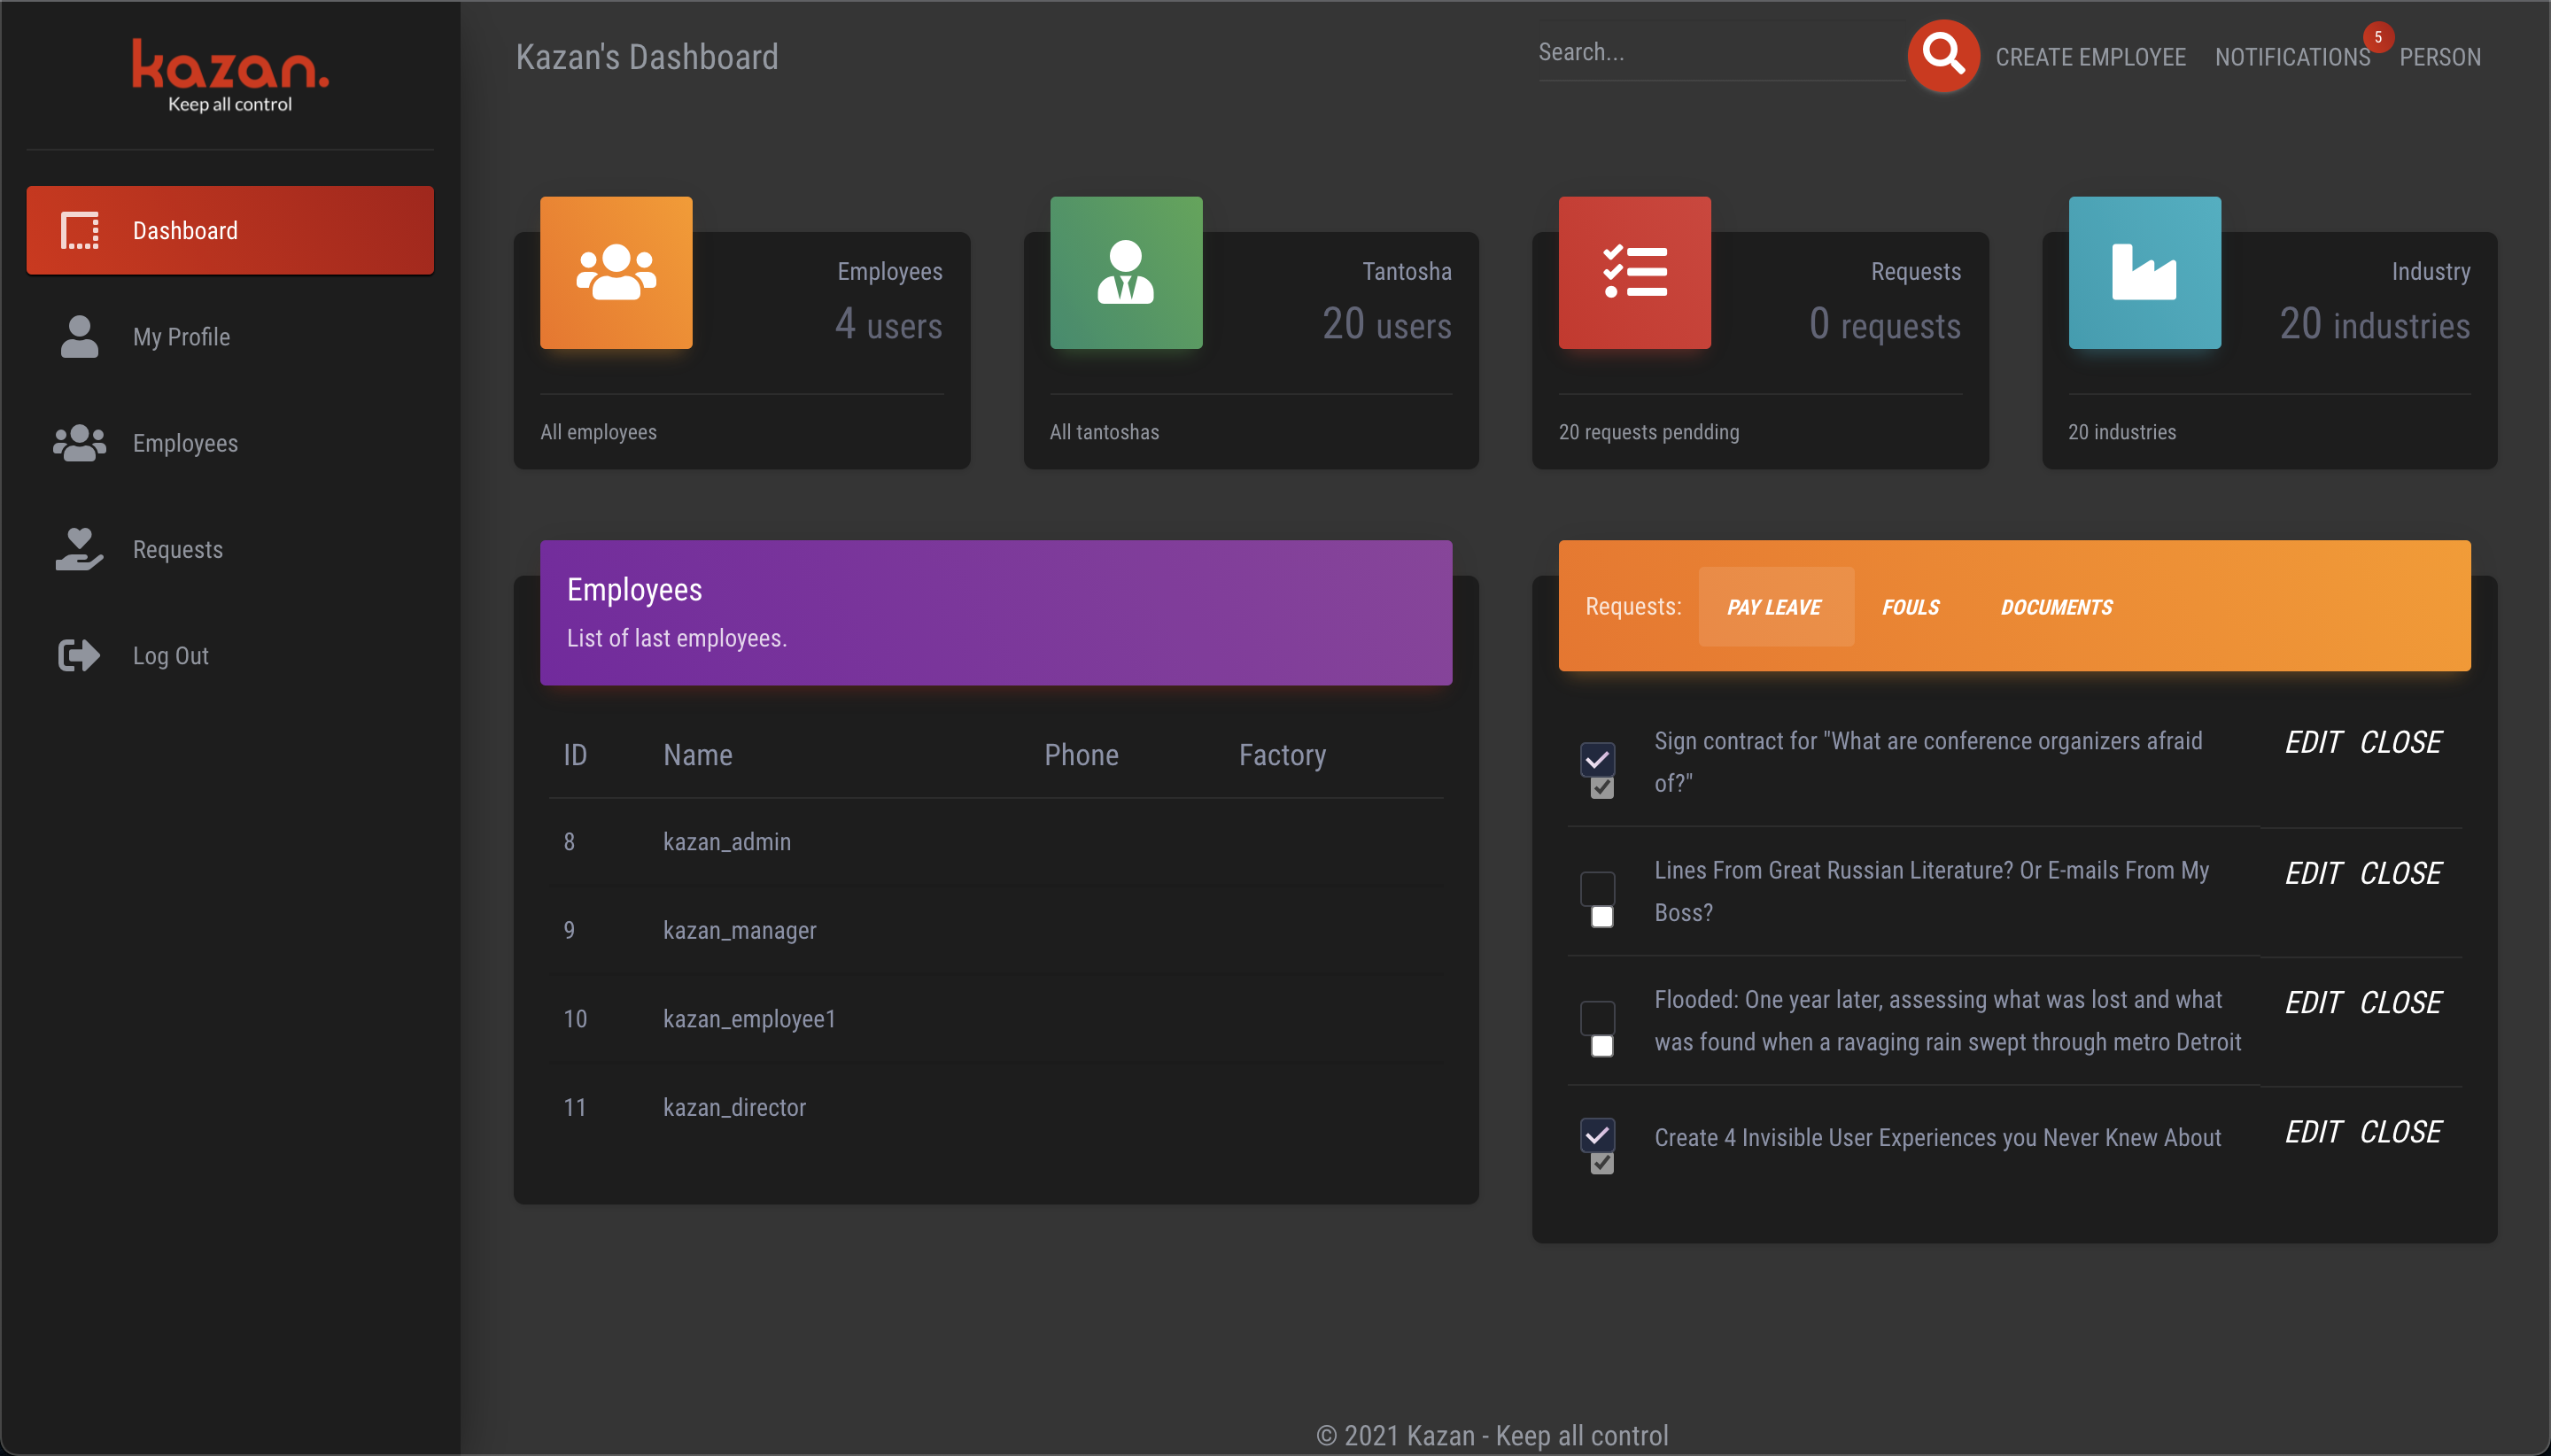 kazan.
Keep all control
Dashboard
My Profile
Employees
Requests
Log Out
Kazan's Dashboard
Search...
CREATE EMPLOYEE
NOTIFICATIONS
5
PERSON
Employees
4 users
All employees
Tantosha
20 users
All tantoshas
Requests
0 requests
20 requests pendding
Industry
20 industries
20 industries
Employees
List of last employees.
ID Name Phone Factory
8 kazan_admin
9 kazan_manager
10 kazan_employee1
11 kazan_director
Requests: PAY LEAVE FOULS DOCUMENTS
Sign contract for "What are conference organizers afraid
of?"
EDIT CLOSE
Lines From Great Russian Literature? Or E-mails From My
Boss?
EDIT CLOSE
Flooded: One year later, assessing what was lost and what
was found when a ravaging rain swept through metro Detroit
EDIT CLOSE
Create 4 Invisible User Experiences you Never Knew About
EDIT CLOSE
© 2021 Kazan - Keep all control